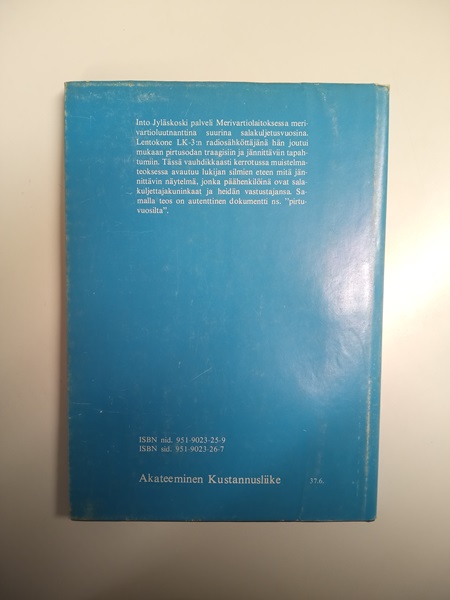 Into Jyläskoski palveli Merivartiolaitoksessa meri-
vartioluutnanttina suurina salakuljetusvuosina.
Lentokone LK-3:n radiosähköttäjänä hän joutui
mukaan pirtusodan traagisiin ja jännittäviin tapah-
tumiin. Tässä vauhdikkaasti kerrotussa muistelma-
teoksessa avautuu lukijan silmien eteen mitä jän-
nittävin näytelmä, jonka päähenkilöinä ovat sala
kuljettajakuninkaat ja heidän vastustajansa. Sa-
malla teos on autenttinen dokumentti ns. "pirtu-
vuosilta".
ISBN nid. 951-9023-25-9
ISBN sid. 951-9023-26-7
Akateeminen Kustannusliike 37.6.